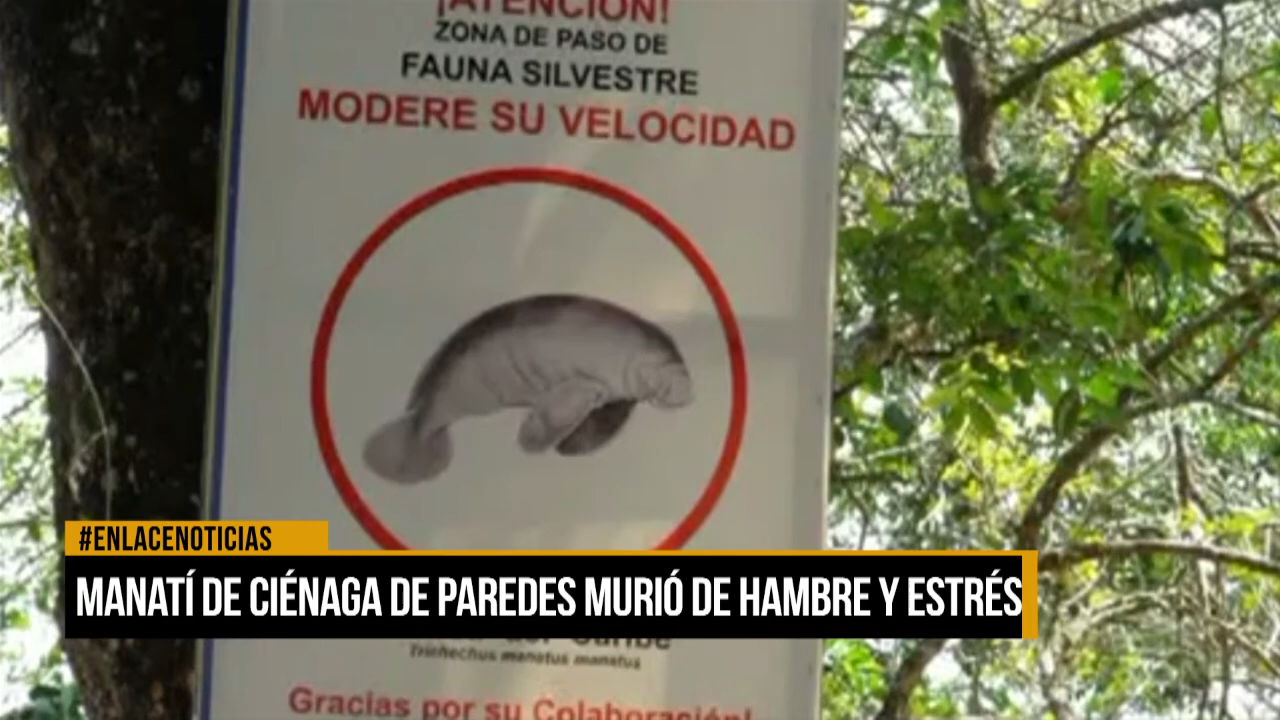 ¡ATENCIÓN!
ZONA DE PASO DE
FAUNA SILVESTRE
MODERE SU VELOCIDAD
#ENLACENOTICIAS
MANATÍ DE CIÉNAGA DE PAREDES MURIÓ DE HAMBRE Y ESTRÉS
Caribe
Trichechus manatus manatus
Gracias por su Colaboración!